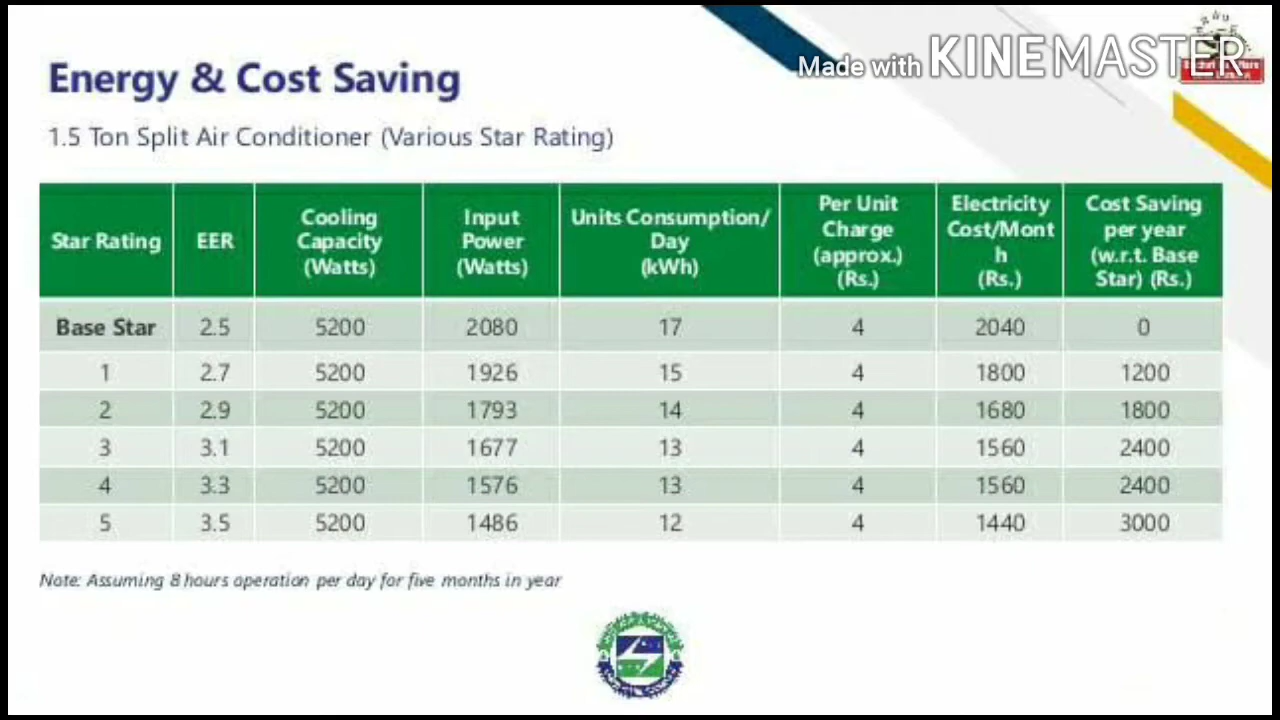 Made with KINEMASTER
Energy & Cost Saving
1.5 Ton Split Air Conditioner (Various Star Rating)
Star Rating EER Cooling Capacity (Watts) Input Power (Watts) Units Consumption/ Day (kWh) Per Unit Charge (approx.) (Rs.) Electricity Cost/Mont h (Rs.) Cost Saving per year (w.r.t. Base Star) (Rs.)
Base Star 2.5 5200 2080 17 4 2040 0
1 2.7 5200 1926 15 4 1800 1200
2 2.9 5200 1793 14 4 1680 1800
3 3.1 5200 1677 13 4 1560 2400
4 3.3 5200 1576 13 4 1560 2400
5 3.5 5200 1486 12 4 1440 3000
Note: Assuming 8 hours operation per day for five months in year